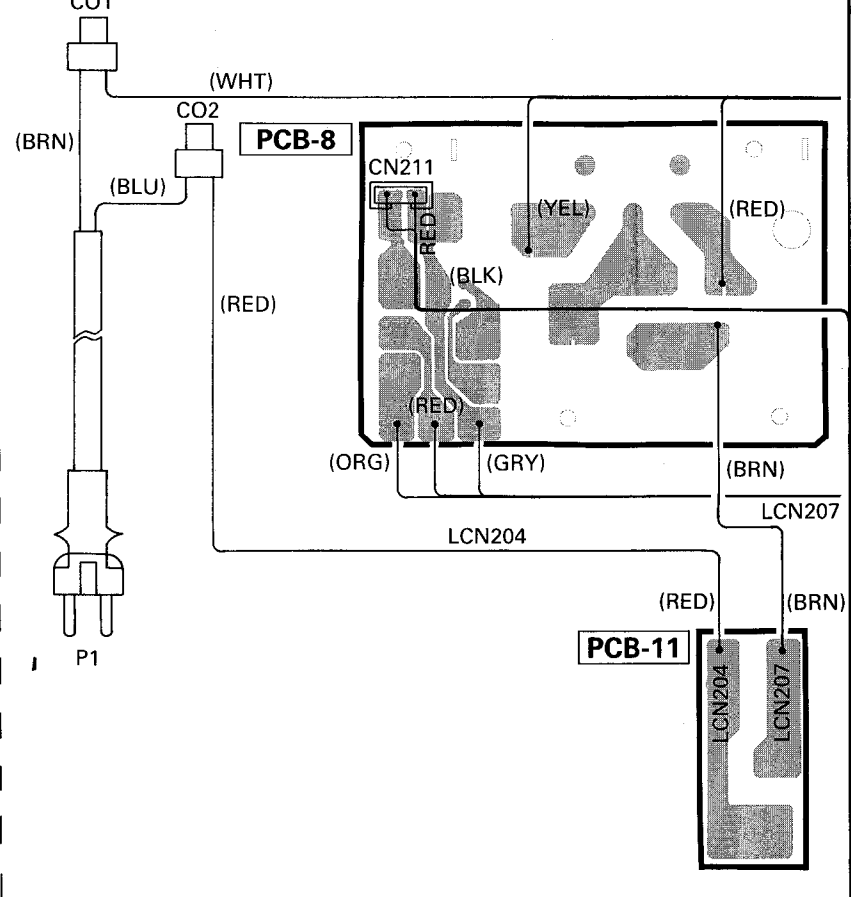 CO1
(WHT)
CO2
(BRN)
PCB-8
CN211
(BLU)
(YEL)
(RED)
RED
(BLK)
(RED)
(RED)
(ORG)
(GRY)
(BRN)
LCN207
LCN204
(RED)
(BRN)
PCB-11
P1
LCN204
LCN207